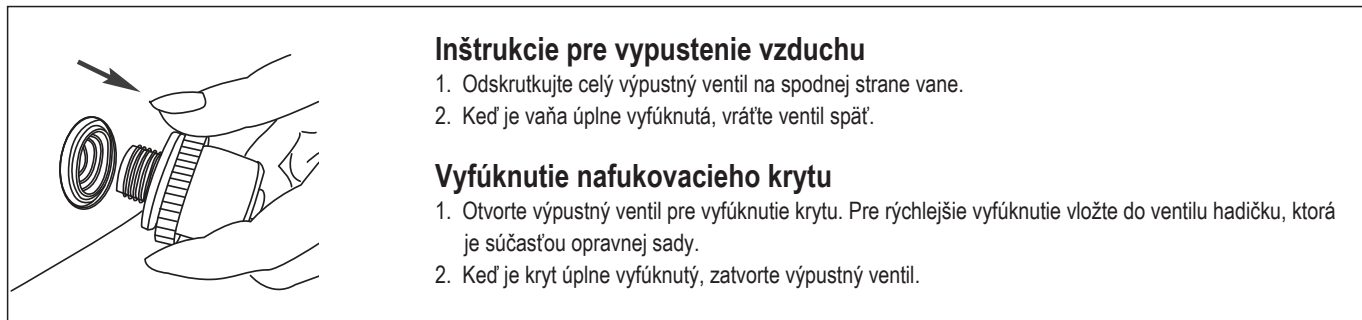 Inštrukcie pre vypustenie vzduchu
1. Odskrutkujte celý výpustný ventil na spodnej strane vane.
2. Keď je vaňa úplne vyfúknutá, vráťte ventil späť.
Vyfúknutie nafukovacieho krytu
1. Otvorte výpustný ventil pre vyfúknutie krytu. Pre rýchlejšie vyfúknutie vložte do ventilu hadičku, ktorá
je súčasťou opravnej sady.
2. Keď je kryt úplne vyfúknutý, zatvorte výpustný ventil.